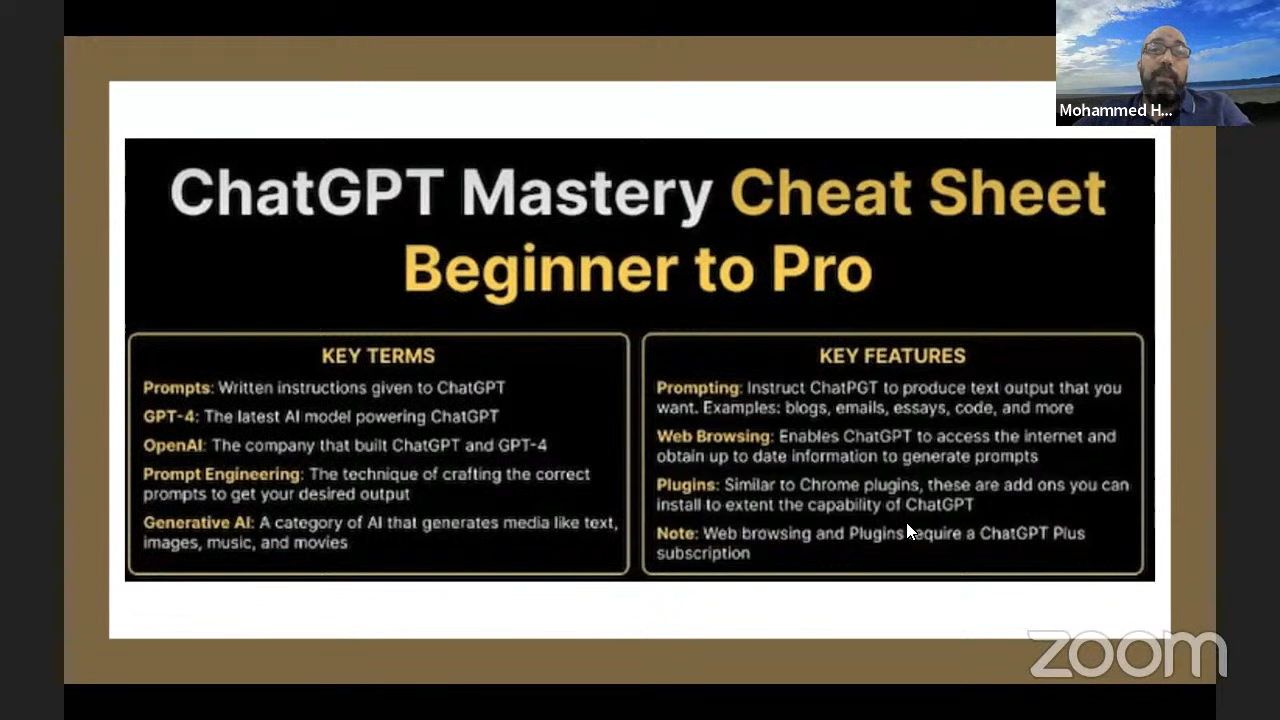 Mohammed H...
ChatGPT Mastery Cheat Sheet
Beginner to Pro
KEY TERMS
Prompts: Written instructions given to ChatGPT
GPT-4: The latest AI model powering ChatGPT
OpenAI: The company that built ChatGPT and GPT-4
Prompt Engineering: The technique of crafting the correct
prompts to get your desired output
Generative AI: A category of AI that generates media like text,
images, music, and movies
KEY FEATURES
Prompting: Instruct ChatPGT to produce text output that you
want. Examples: blogs, emails, essays, code, and more
Web Browsing: Enables ChatGPT to access the internet and
obtain up to date information to generate prompts
Plugins: Similar to Chrome plugins, these are add ons you can
install to extent the capability of ChatGPT
Note: Web browsing and Plugins require a ChatGPT Plus
subscription
zoom